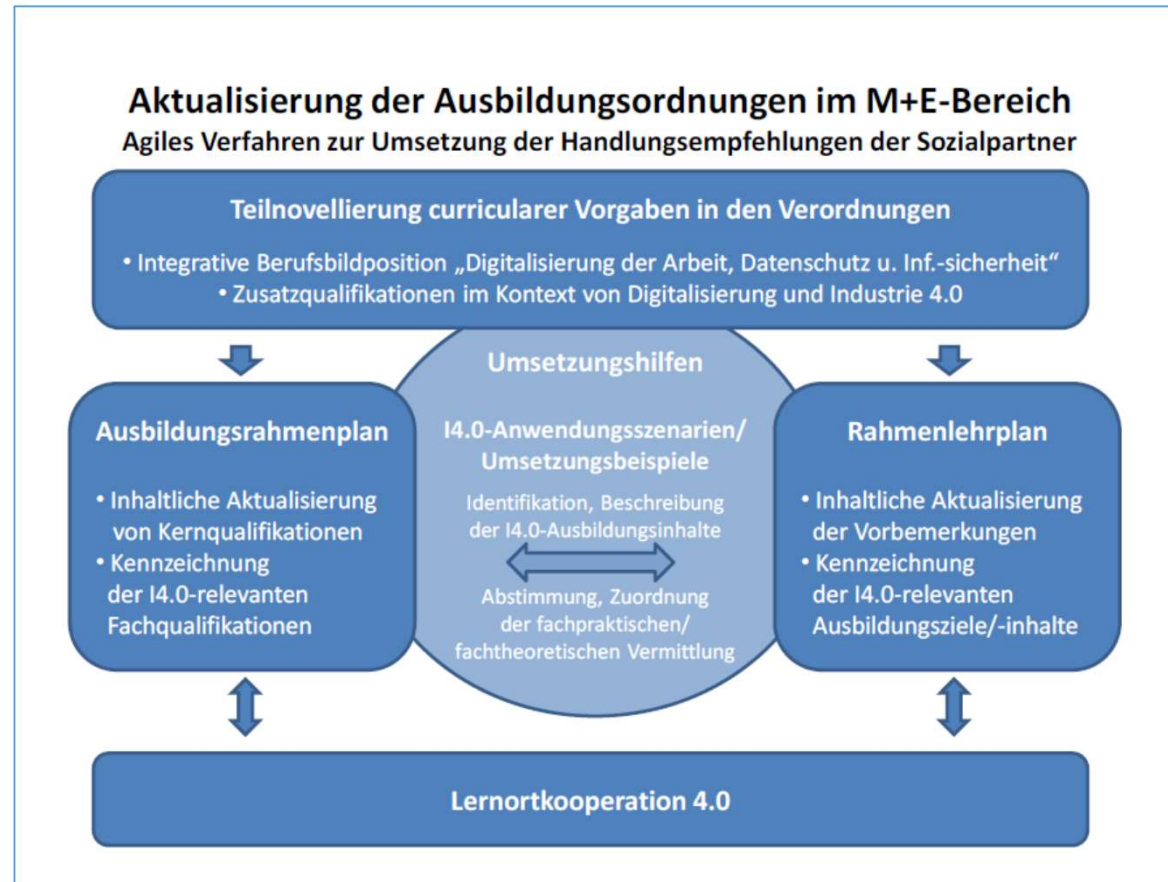 Aktualisierung der Ausbildungsordnungen im M+E-Bereich
Agiles Verfahren zur Umsetzung der Handlungsempfehlungen der Sozialpartner
Teilnovellierung curricularer Vorgaben in den Verordnungen
• Integrative Berufsbildposition „Digitalisierung der Arbeit, Datenschutz u. Inf.-sicherheit“
• Zusatzqualifikationen im Kontext von Digitalisierung und Industrie 4.0
Ausbildungsrahmenplan
• Inhaltliche Aktualisierung
von Kernqualifikationen
• Kennzeichnung
der I4.0-relevanten
Fachqualifikationen
Umsetzungshilfen
I4.0-Anwendungsszenarien/
Umsetzungsbeispiele
Identifikation, Beschreibung
der I4.0-Ausbildungsinhalte
Abstimmung, Zuordnung
der fachpraktischen/
fachtheoretischen Vermittlung
Rahmenlehrplan
• Inhaltliche Aktualisierung
der Vorbemerkungen
• Kennzeichnung
der I4.0-relevanten
Ausbildungsziele/-inhalte
Lernortkooperation 4.0